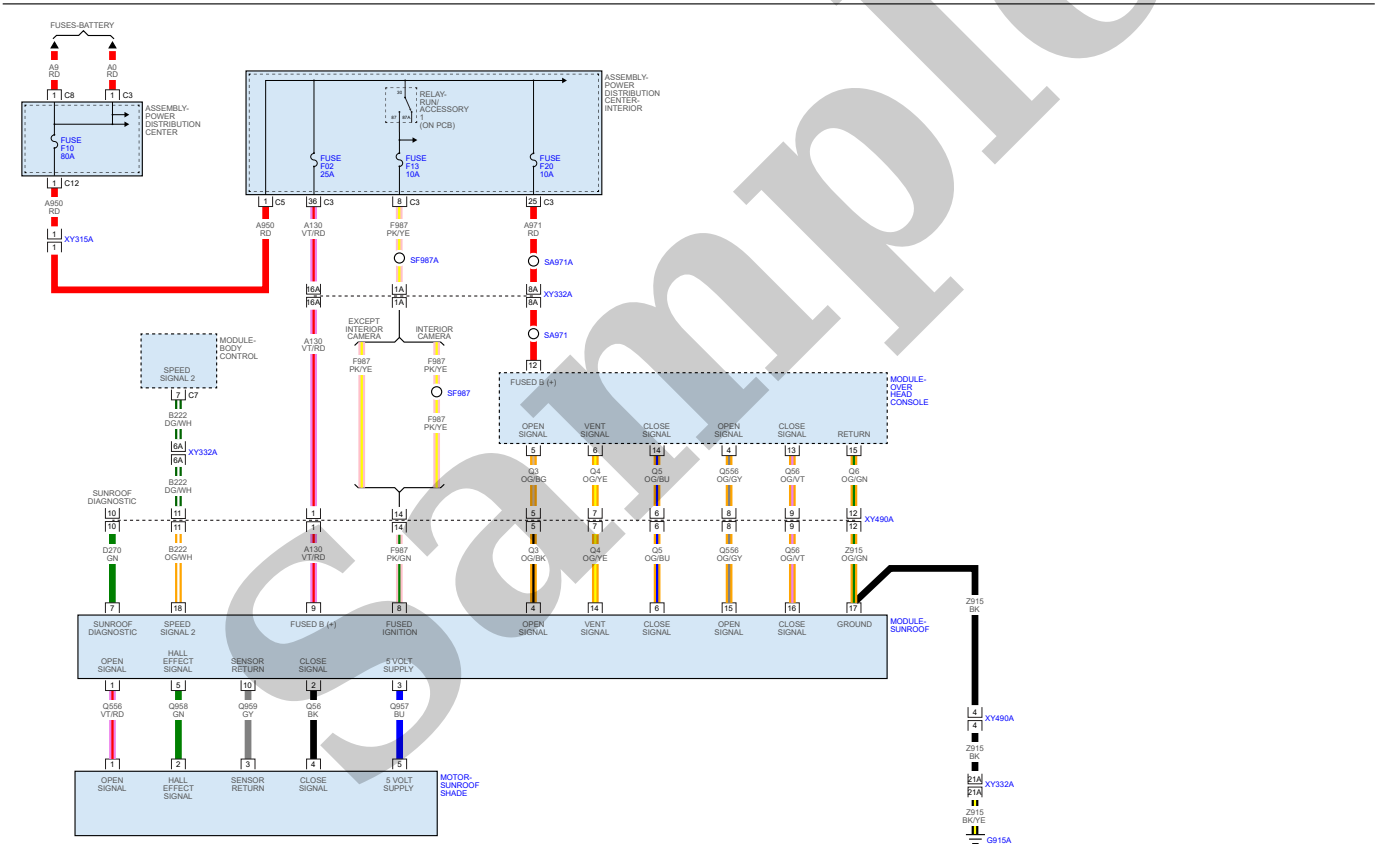 FUSES-BATTERY
A9
RD
A0
RD
1 C8
1 C3
ASSEMBLY-
POWER
DISTRIBUTION
CENTER
FUSE
F10
80A
1 C12
A950
RD
1
XY315A
1
ASSEMBLY-
POWER
DISTRIBUTION
CENTER-
INTERIOR
RELAY-
RUN/
ACCESSORY
1
(ON PCB)
30
87 87A
FUSE
F02
25A
FUSE
F13
10A
FUSE
F20
10A
1 C5
36 C3
8 C3
25 C3
A950
RD
A130
VT/RD
F987
PK/YE
A971
RD
SF987A
SA971A
16A
16A
1A
1A
8A
8A
XY332A
EXCEPT
INTERIOR
CAMERA
INTERIOR
CAMERA
SA971
A130
VT/RD
F987
PK/YE
F987
PK/YE
SF987
F987
PK/YE
12
FUSED B (+)
MODULE-
OVER
HEAD
CONSOLE
MODULE-
BODY
CONTROL
SPEED
SIGNAL 2
7 C7
B222
DG/WH
6A
XY332A
6A
B222
DG/WH
OPEN
SIGNAL
VENT
SIGNAL
CLOSE
SIGNAL
OPEN
SIGNAL
CLOSE
SIGNAL
RETURN
5 6 14 4 13 15
Q3
OG/BG
Q4
OG/YE
Q5
OG/BU
Q556
OG/GY
Q56
OG/VT
Q6
OG/GN
SUNROOF
DIAGNOSTIC
10 11 1 14 5 7 6 8 9 12
XY490A
10 11 1 14 5 7 6 8 9 12
D270
GN
B222
OG/WH
A130
VT/RD
F987
PK/GN
Q3
OG/BK
Q4
OG/YE
Q5
OG/BU
Q556
OG/GY
Q56
OG/VT
Z915
OG/GN
Z915
BK
7 18 9 8 4 14 6 15 16 17
SUNROOF
DIAGNOSTIC
SPEED
SIGNAL 2
FUSED B (+)
FUSED
IGNITION
OPEN
SIGNAL
VENT
SIGNAL
CLOSE
SIGNAL
OPEN
SIGNAL
CLOSE
SIGNAL
GROUND
MODULE-
SUNROOF
OPEN
SIGNAL
HALL
EFFECT
SIGNAL
SENSOR
RETURN
CLOSE
SIGNAL
5 VOLT
SUPPLY
1 5 10 2 3
Q556
VT/RD
Q958
GN
Q959
GY
Q56
BK
Q957
BU
4
XY490A
4
Z915
BK
1 2 3 4 5
OPEN
SIGNAL
HALL
EFFECT
SIGNAL
SENSOR
RETURN
CLOSE
SIGNAL
5 VOLT
SUPPLY
MOTOR-
SUNROOF
SHADE
21A
XY332A
21A
Z915
BK/YE
G915A
Sample